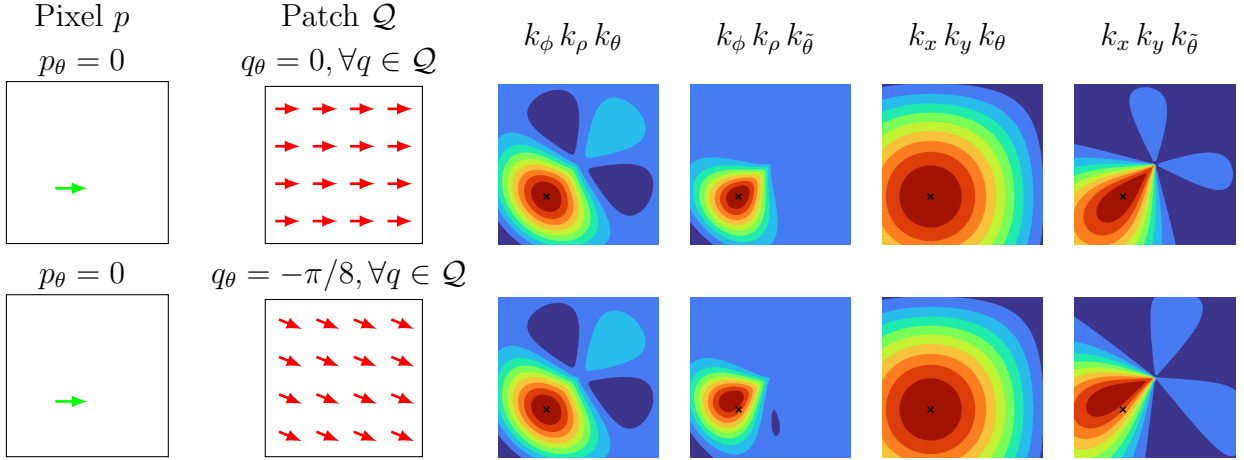 Pixel p
Patch 𝒬
k_ϕ k_ρ k_θ
k_ϕ k_ρ k_θ̃
k_x k_y k_θ
k_x k_y k_θ̃
p_θ = 0
q_θ = 0, ∀q ∈ 𝒬
p_θ = 0
q_θ = −π/8, ∀q ∈ 𝒬